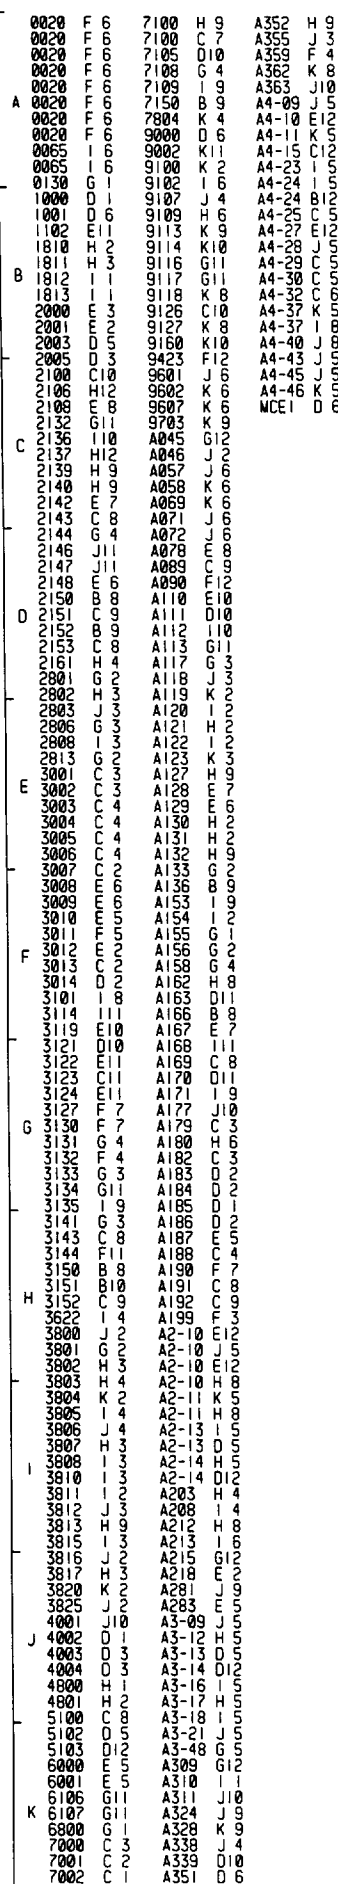 0020 F 6 7100 H 9 A352 H 9
0020 F 6 7100 C 7 A355 J 3
0020 F 6 7105 D10 A359 F 4
0020 F 6 7108 G 4 A362 K 8
0020 F 6 7109 I 9 A363 J10
A 0020 F 6 7150 B 9 A4-09 J 5
0020 F 6 7804 K 4 A4-10 E12
0020 F 6 9000 D 6 A4-11 K 5
0065 I 6 9002 K11 A4-15 C12
0065 I 6 9100 K 2 A4-23 I 5
0130 G 1 9102 I 6 A4-24 I 5
1000 D 1 9107 J 4 A4-24 B12
1001 D 6 9109 H 6 A4-25 C 5
1102 E11 9113 K 9 A4-27 E12
1810 H 2 9114 K10 A4-28 J 5
1811 H 3 9116 G11 A4-29 C 5
B 1812 I 1 9117 G11 A4-30 C 5
1813 I 1 9118 K 8 A4-32 C 6
2000 E 3 9126 C10 A4-37 K 5
2001 E 2 9127 K 8 A4-37 I 8
2003 D 5 9160 K10 A4-40 J 8
2005 D 3 9423 F12 A4-43 J 5
2100 C10 9601 J 6 A4-45 J 5
2106 H12 9602 K 6 A4-46 K 5
2108 E 8 9607 K 6 MCE1 D 6
2132 G11 9703 K 9
C 2136 I10 A045 G12
2137 H12 A046 J 2
2139 H 9 A057 J 6
2140 H 9 A058 K 6
2142 E 7 A069 K 6
2143 C 8 A071 J 6
2144 G 4 A072 J 6
2146 J11 A078 E 8
2147 J11 A089 C 9
2148 E 6 A090 F12
2150 B 8 A110 E10
D 2151 C 9 A111 D10
2152 B 9 A112 I10
2153 C 8 A113 G11
2161 H 4 A117 G 3
2801 G 2 A118 J 3
2802 H 3 A119 K 2
2803 J 3 A120 I 2
2806 G 3 A121 H 2
2808 I 3 A122 I 2
2813 G 2 A123 K 3
3001 C 3 A127 H 9
E 3002 C 3 A128 E 7
3003 C 4 A129 E 6
3004 C 4 A130 H 2
3005 C 4 A131 H 2
3006 C 4 A132 H 9
3007 C 2 A133 G 2
3008 E 6 A136 B 9
3009 E 6 A153 I 9
3010 E 5 A154 I 2
3011 F 5 A155 G 1
F 3012 E 2 A156 G 2
3013 C 2 A158 G 4
3014 D 2 A162 H 8
3101 I 8 A163 D11
3114 I11 A166 B 8
3119 E10 A167 E 7
3121 D10 A168 I11
3122 E11 A169 C 8
3123 C11 A170 D11
3124 E11 A171 I 9
3127 F 7 A177 J10
G 3130 F 7 A179 C 3
3131 G 4 A180 H 6
3132 F 4 A182 C 3
3133 G 3 A183 D 2
3134 G11 A184 D 2
3135 I 9 A185 D 1
3141 G 3 A186 D 2
3143 C 8 A187 E 5
3144 F11 A188 C 4
3150 B 8 A190 F 7
3151 B10 A191 C 8
H 3152 C 9 A192 C 9
3622 I 4 A199 F 3
3800 J 2 A2-10 E12
3801 G 2 A2-10 J 5
3802 H 3 A2-10 E12
3803 H 4 A2-10 H 8
3804 K 2 A2-11 K 5
3805 I 4 A2-11 H 8
3806 J 4 A2-13 I 5
3807 H 3 A2-13 D 5
3808 I 3 A2-14 H 5
I 3810 I 3 A2-14 D12
3811 I 2 A203 H 4
3812 J 3 A208 I 4
3813 H 9 A212 H 8
3815 I 3 A213 I 6
3816 J 2 A215 G12
3817 H 3 A218 E 2
3820 K 2 A281 J 9
3825 J 2 A283 E 5
4001 J10 A3-09 J 5
J 4002 D 1 A3-12 H 5
4003 D 3 A3-13 D 5
4004 D 3 A3-14 D12
4800 H 1 A3-16 I 5
4801 H 2 A3-17 H 5
5100 C 8 A3-18 I 5
5102 D 5 A3-21 J 5
5103 D12 A3-48 G 5
6000 E 5 A309 G12
6001 E 5 A310 I 1
6106 G11 A311 J10
K 6107 G11 A324 J 9
6800 G 1 A328 K 9
7000 C 3 A338 J 4
7001 C 2 A339 D10
7002 C 1 A351 D 6